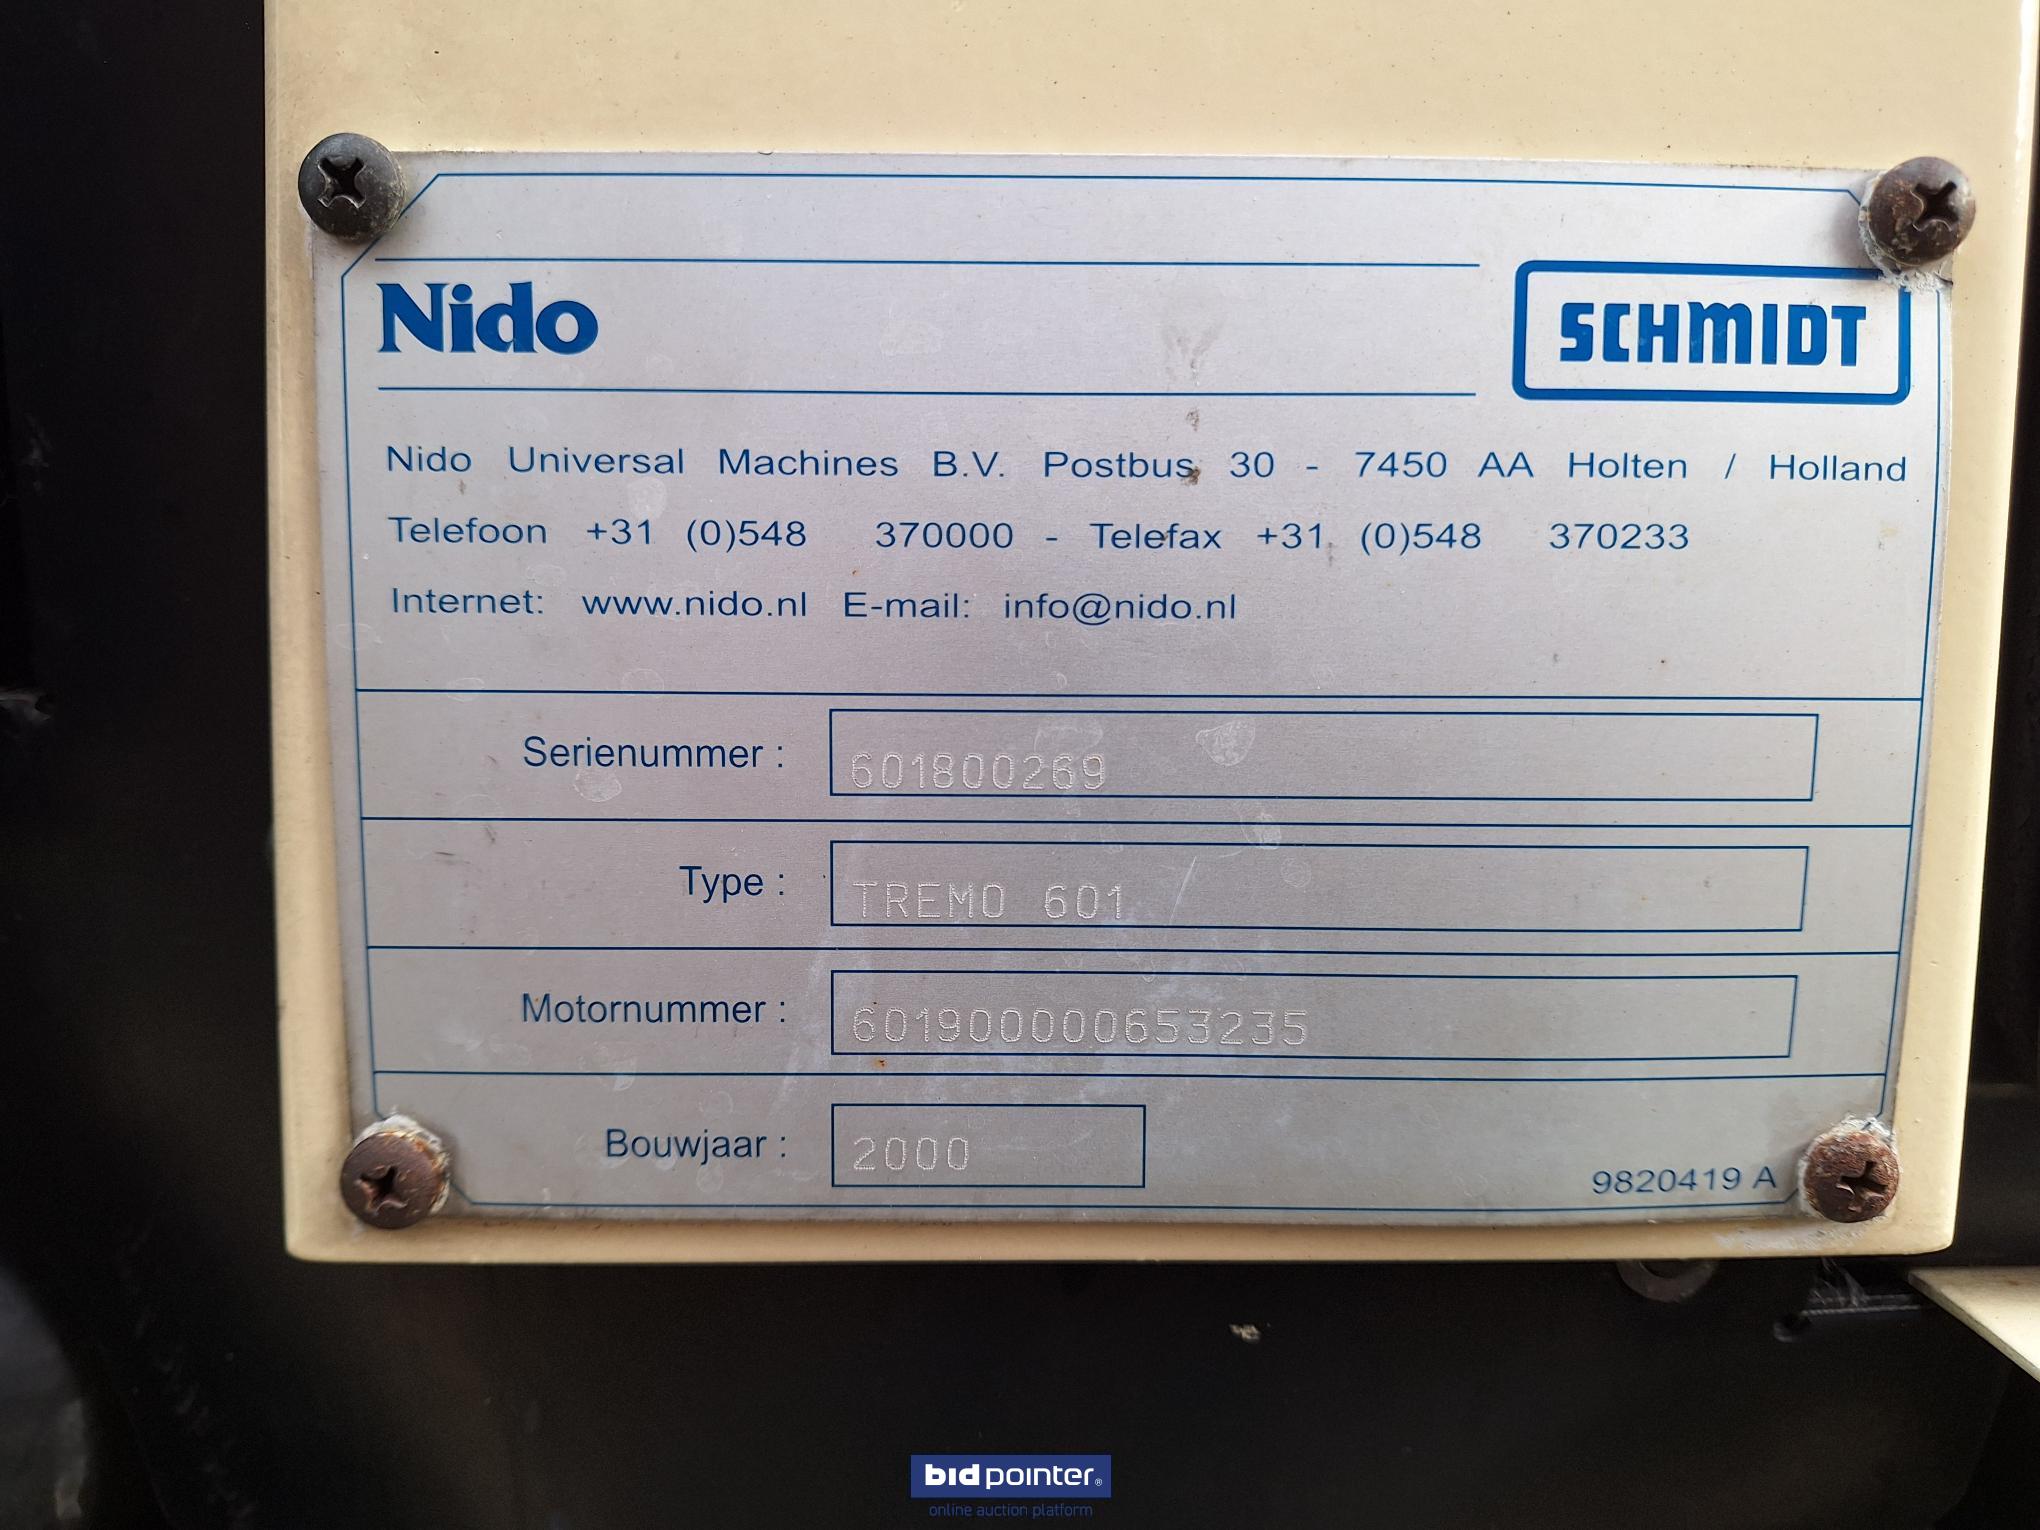 Nido
SCHMIDT
Nido Universal Machines B.V. Postbus 30 - 7450 AA Holten / Holland
Telefoon +31 (0)548 370000 - Telefax +31 (0)548 370233
Internet: www.nido.nl E-mail: info@nido.nl
Serienummer : 601800269
Type : TREMO 601
Motornummer : 601900000653235
Bouwjaar : 2000
9820419 A
bidpointer®
online auction platform